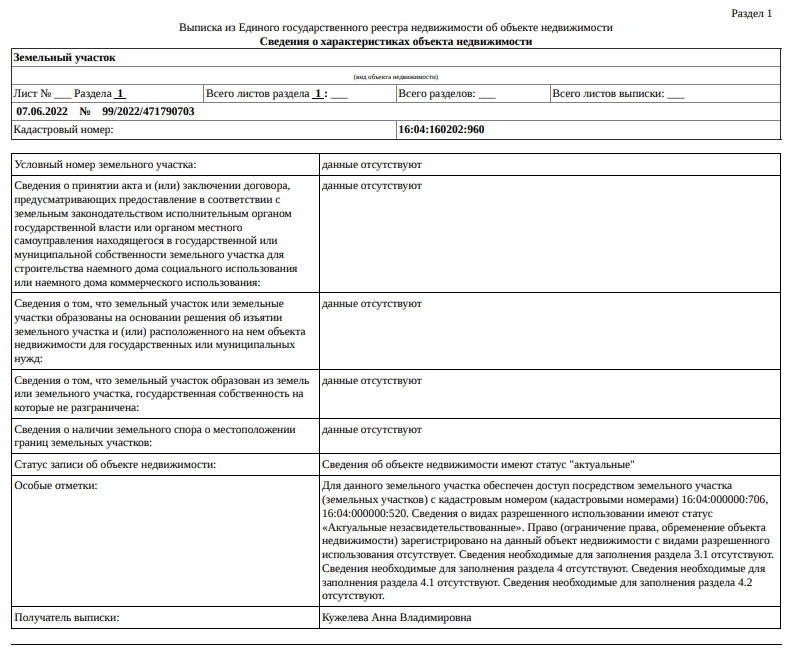 Раздел 1
Выписка из Единого государственного реестра недвижимости об объекте недвижимости
Сведения о характеристиках объекта недвижимости
Земельный участок
(вид объекта недвижимости)
Лист № ___ Раздела 1 Всего листов раздела 1 : ___ Всего разделов: ___ Всего листов выписки: ___
07.06.2022 № 99/2022/471790703
Кадастровый номер: 16:04:160202:960
Условный номер земельного участка: данные отсутствуют
Сведения о принятии акта и (или) заключении договора, данные отсутствуют
предусматривающих предоставление в соответствии с
земельным законодательством исполнительным органом
государственной власти или органом местного
самоуправления находящегося в государственной или
муниципальной собственности земельного участка для
строительства наемного дома социального использования
или наемного дома коммерческого использования:
Сведения о том, что земельный участок или земельные данные отсутствуют
участки образованы на основании решения об изъятии
земельного участка и (или) расположенного на нем объекта
недвижимости для государственных или муниципальных
нужд:
Сведения о том, что земельный участок образован из земель данные отсутствуют
или земельного участка, государственная собственность на
которые не разграничена:
Сведения о наличии земельного спора о местоположении данные отсутствуют
границ земельных участков:
Статус записи об объекте недвижимости: Сведения об объекте недвижимости имеют статус "актуальные"
Особые отметки: Для данного земельного участка обеспечен доступ посредством земельного участка
(земельных участков) с кадастровым номером (кадастровыми номерами) 16:04:000000:706,
16:04:000000:520. Сведения о видах разрешенного использовании имеют статус
«Актуальные незасвидетельствованные». Право (ограничение права, обременение объекта
недвижимости) зарегистрировано на данный объект недвижимости с видами разрешенного
использования отсутствует. Сведения необходимые для заполнения раздела 3.1 отсутствуют.
Сведения необходимые для заполнения раздела 4 отсутствуют. Сведения необходимые для
заполнения раздела 4.1 отсутствуют. Сведения необходимые для заполнения раздела 4.2
отсутствуют.
Получатель выписки: Кужелева Анна Владимировна